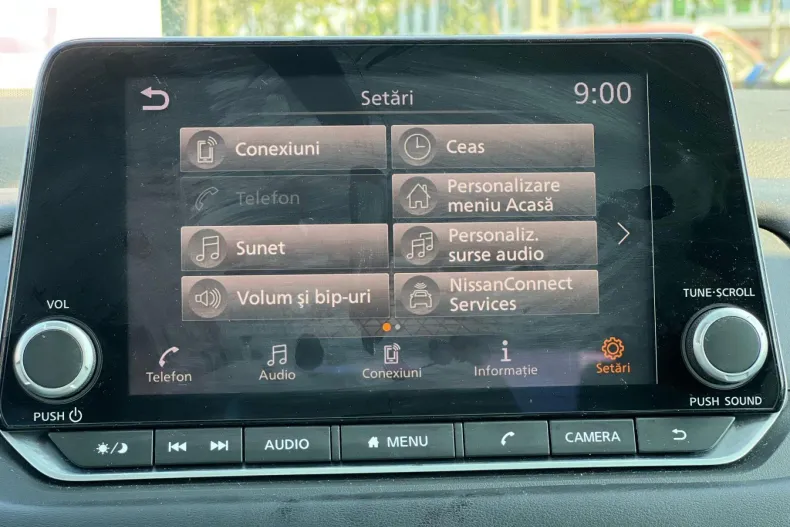 Setări
9:00
Conexiuni
Ceas
Telefon
Personalizare
meniu Acasă
Sunet
Personaliz.
surse audio
Volum și bip-uri
NissanConnect
Services
Telefon
Audio
Conexiuni
Informație
Setări
VOL
PUSH
TUNE·SCROLL
PUSH SOUND
AUDIO
MENU
CAMERA